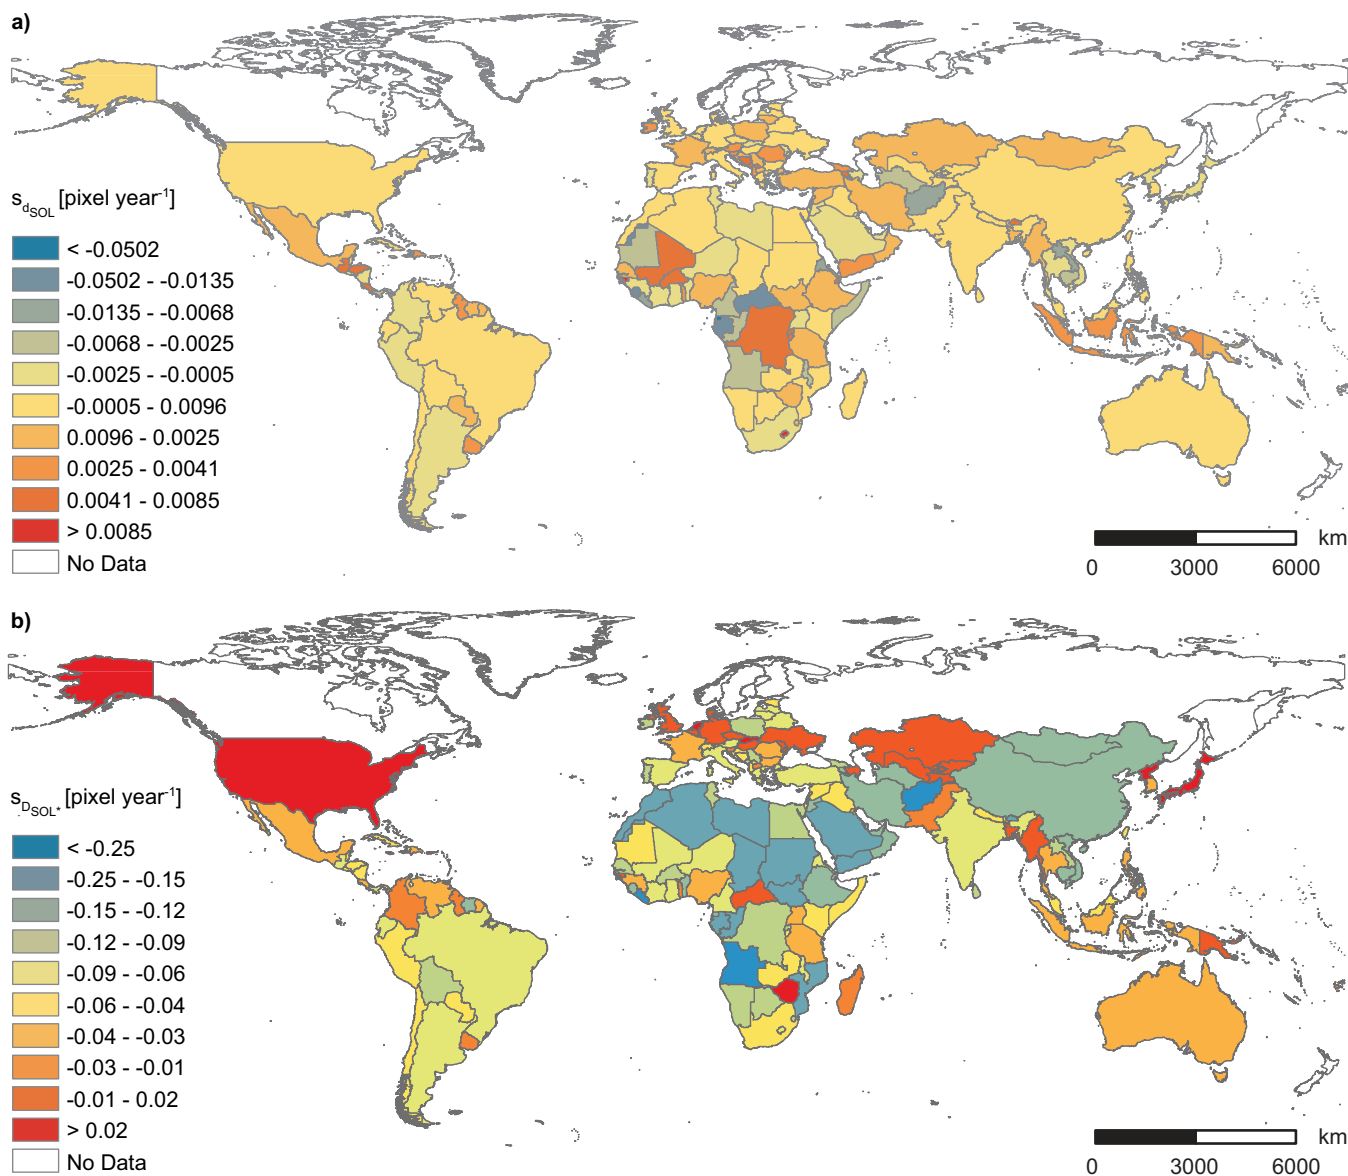 a)
s_dSOL [pixel year⁻¹]
< -0.0502
-0.0502 - -0.0135
-0.0135 - -0.0068
-0.0068 - -0.0025
-0.0025 - -0.0005
-0.0005 - 0.0096
0.0096 - 0.0025
0.0025 - 0.0041
0.0041 - 0.0085
> 0.0085
No Data
km
0 3000 6000
b)
s_DSOL* [pixel year⁻¹]
< -0.25
-0.25 - -0.15
-0.15 - -0.12
-0.12 - -0.09
-0.09 - -0.06
-0.06 - -0.04
-0.04 - -0.03
-0.03 - -0.01
-0.01 - 0.02
> 0.02
No Data
km
0 3000 6000